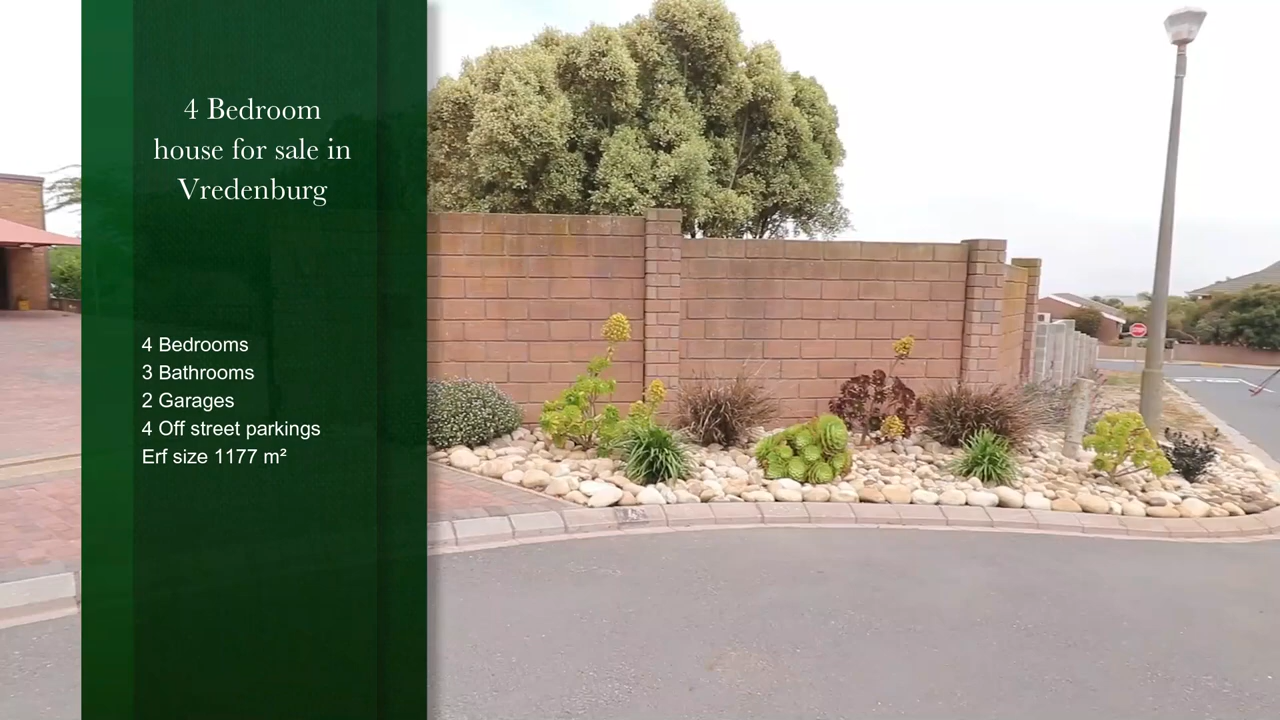 4 Bedroom
house for sale in
Vredenburg
4 Bedrooms
3 Bathrooms
2 Garages
4 Off street parkings
Erf size 1177 m²